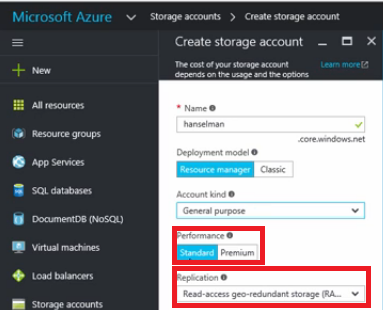 Microsoft Azure Storage accounts > Create storage account
Create storage account
The cost of your storage account
depends on the usage and the options
Learn more
New
* Name
hanselman
.core.windows.net
All resources
Resource groups
Deployment model
Resource manager Classic
App Services
SQL databases
Account kind
General purpose
DocumentDB (NoSQL)
Virtual machines
Performance
Standard Premium
Load balancers
Replication
Read-access geo-redundant storage (RA...
Storage accounts